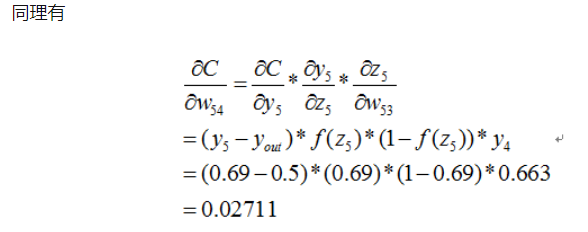 同理有
∂C/∂w₅₄ = ∂C/∂y₅ * ∂y₅/∂z₅ * ∂z₅/∂w₅₃
=(y₅ − y_out)* f(z₅)*(1− f(z₅))* y₄
=(0.69−0.5)*(0.69)*(1−0.69)*0.663
=0.02711